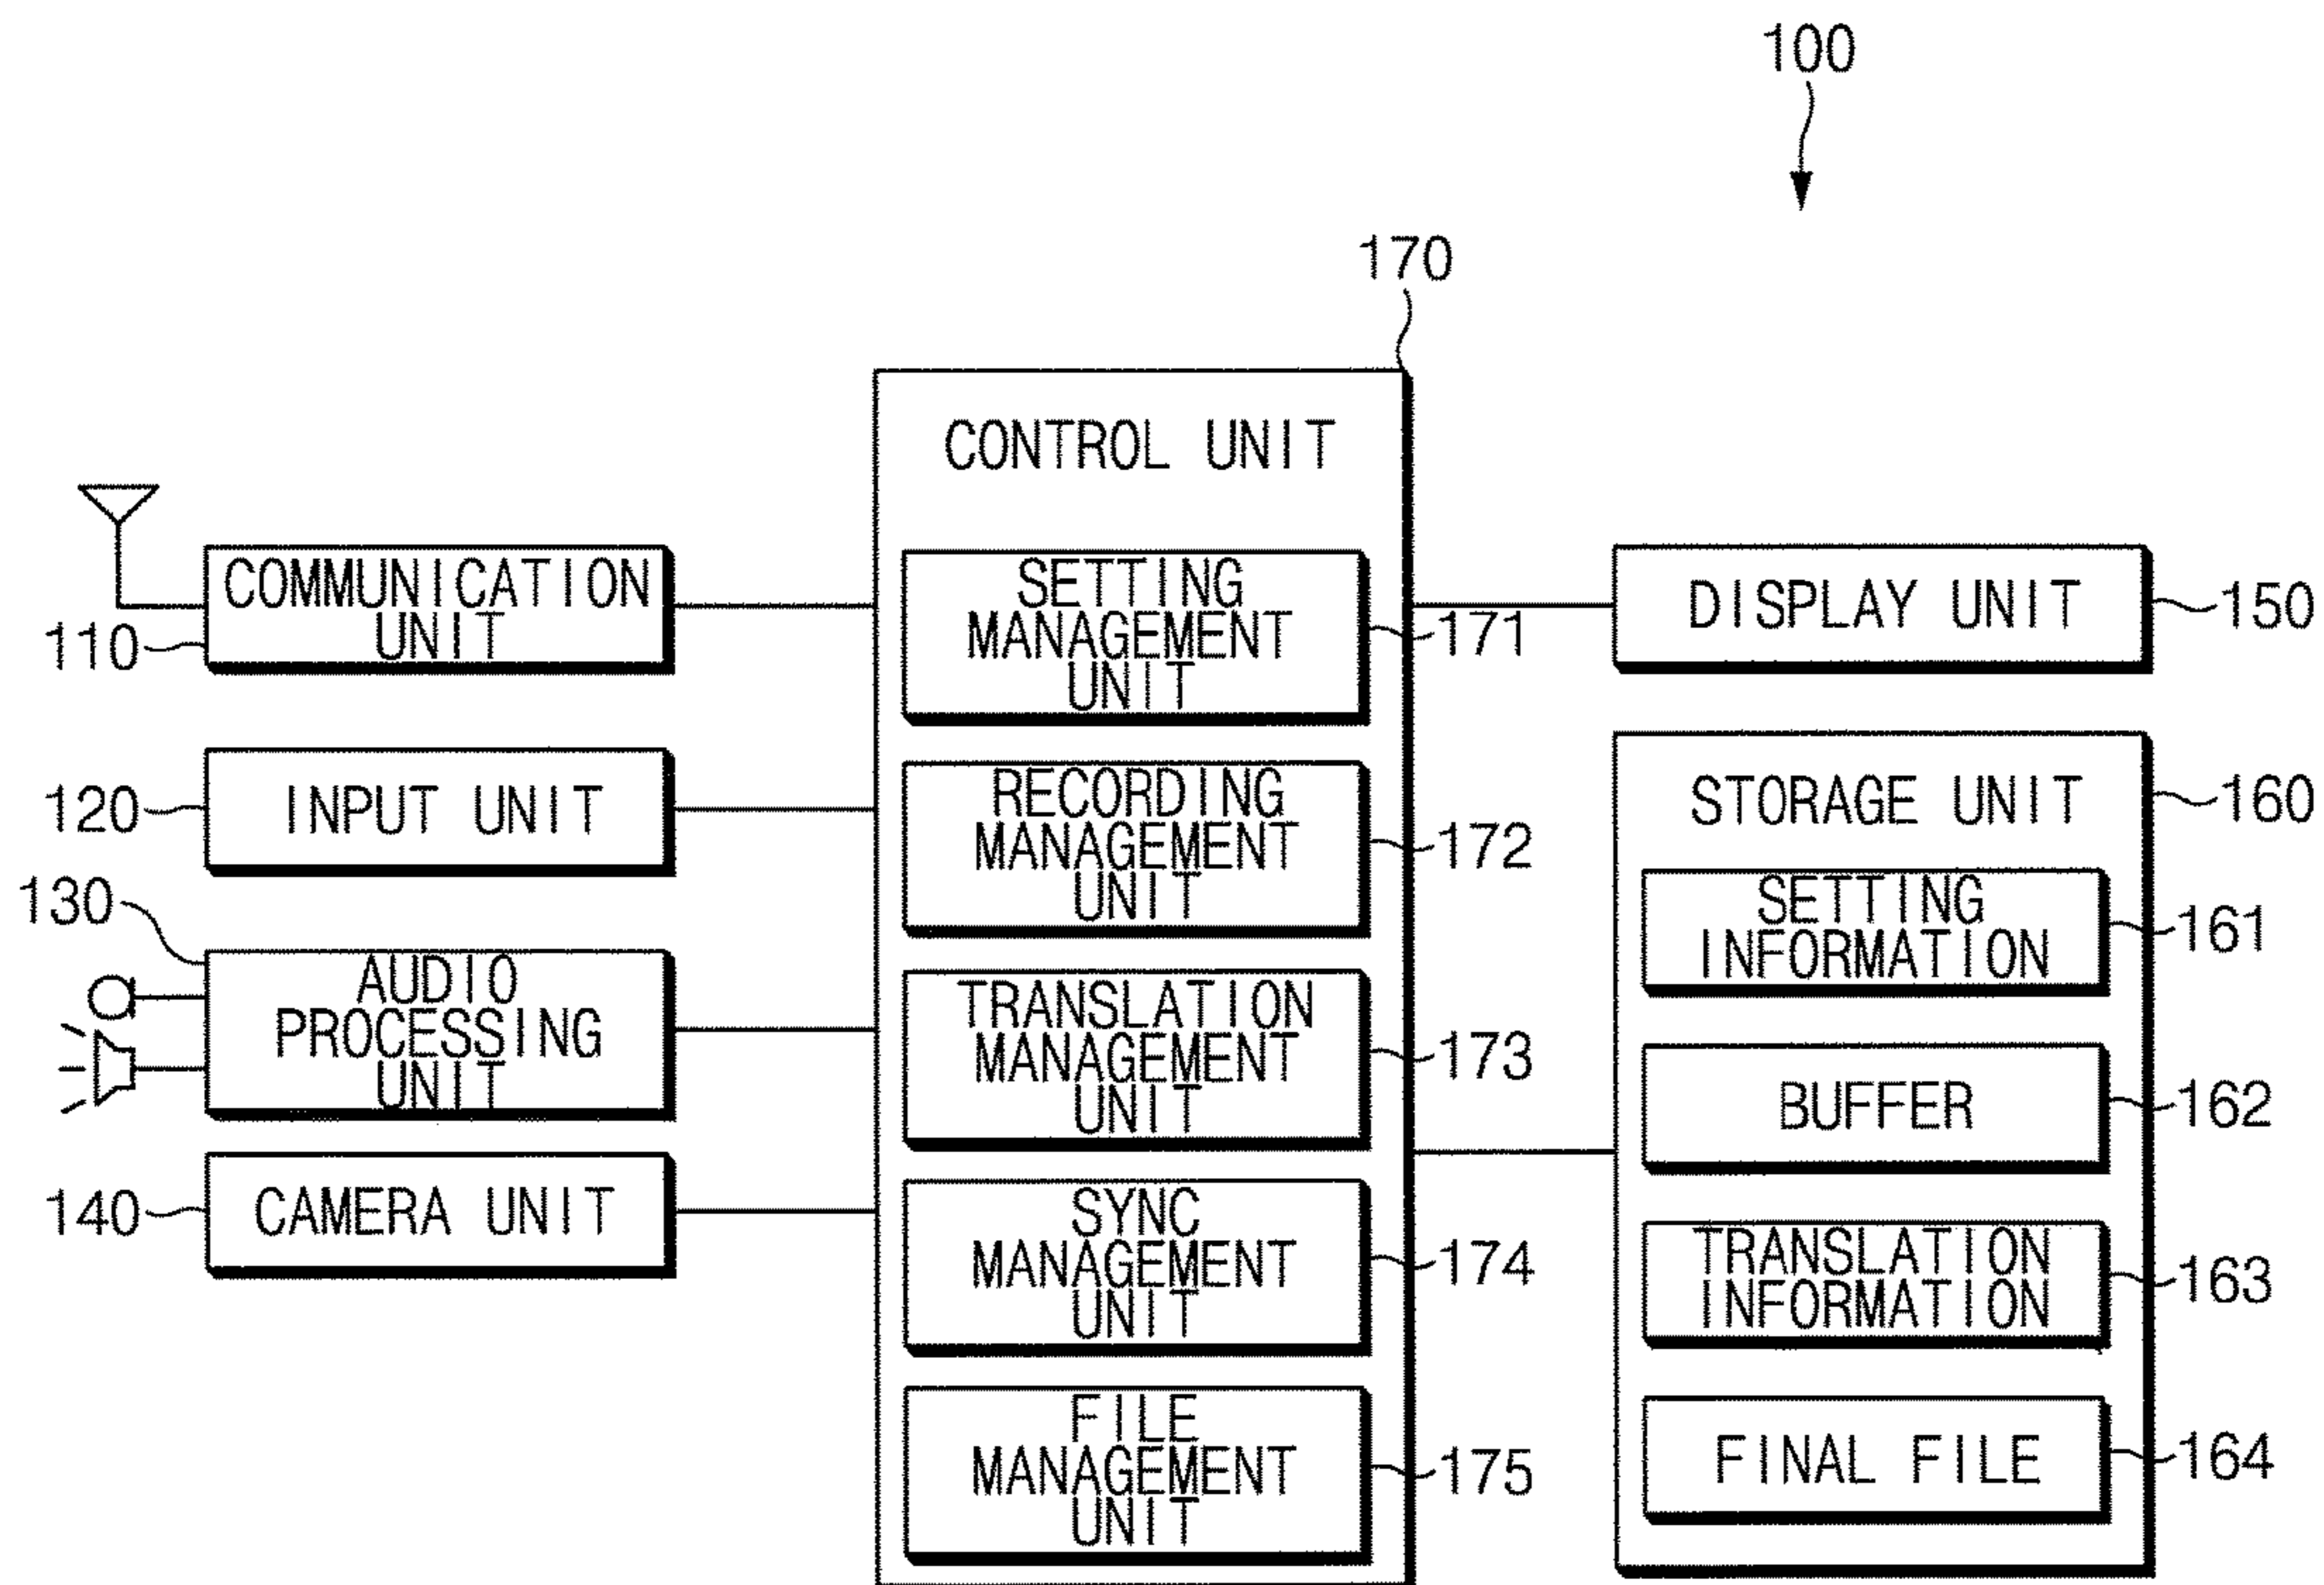 100
170
CONTROL UNIT
COMMUNICATION
UNIT
110
INPUT UNIT
120
130
AUDIO
PROCESSING
UNIT
CAMERA UNIT
140
SETTING
MANAGEMENT
UNIT
171
RECORDING
MANAGEMENT
UNIT
172
TRANSLATION
MANAGEMENT
UNIT
173
SYNC
MANAGEMENT
UNIT
174
FILE
MANAGEMENT
UNIT
175
DISPLAY UNIT
150
STORAGE UNIT
160
SETTING
INFORMATION
161
BUFFER
162
TRANSLATION
INFORMATION
163
FINAL FILE
164